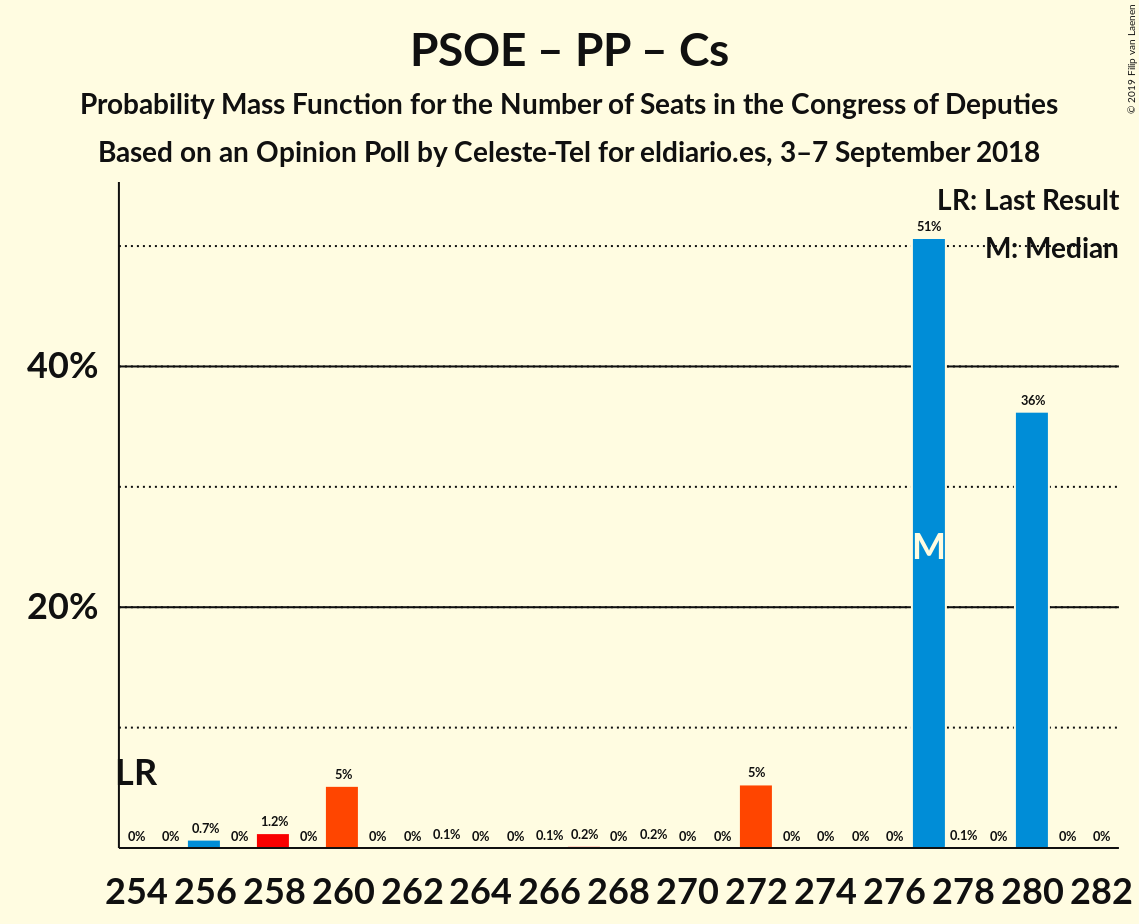 PSOE – PP – Cs
Probability Mass Function for the Number of Seats in the Congress of Deputies
Based on an Opinion Poll by Celeste-Tel for eldiario.es, 3–7 September 2018
© 2019 Filip van Laenen
LR: Last Result
M: Median
51%
40%
36%
M
20%
LR
0% 0% 0.7% 0% 1.2% 0% 5% 0% 0% 0.1% 0% 0% 0.1% 0.2% 0% 0.2% 0% 0% 5% 0% 0% 0% 0% 0.1% 0% 0% 0%
254 256 258 260 262 264 266 268 270 272 274 276 278 280 282